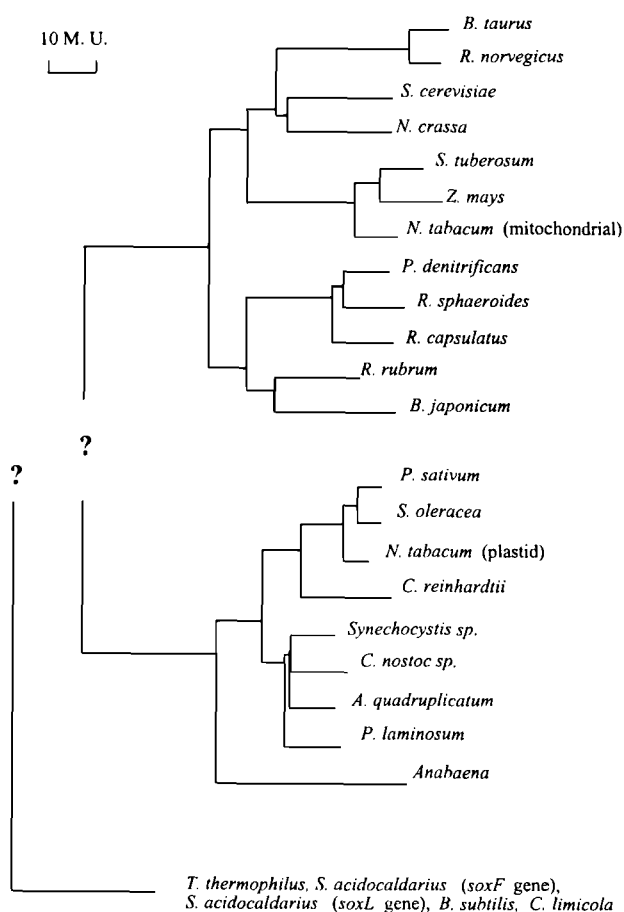 10 M. U.
B. taurus
R. norvegicus
S. cerevisiae
N. crassa
S. tuberosum
Z. mays
N. tabacum (mitochondrial)
P. denitrificans
R. sphaeroides
R. capsulatus
R. rubrum
B. japonicum
?
?
P. sativum
S. oleracea
N. tabacum (plastid)
C. reinhardtii
Synechocystis sp.
C. nostoc sp.
A. quadruplicatum
P. laminosum
Anabaena
T. thermophilus, S. acidocaldarius (soxF gene),
S. acidocaldarius (soxL gene), B. subtilis, C. limicola